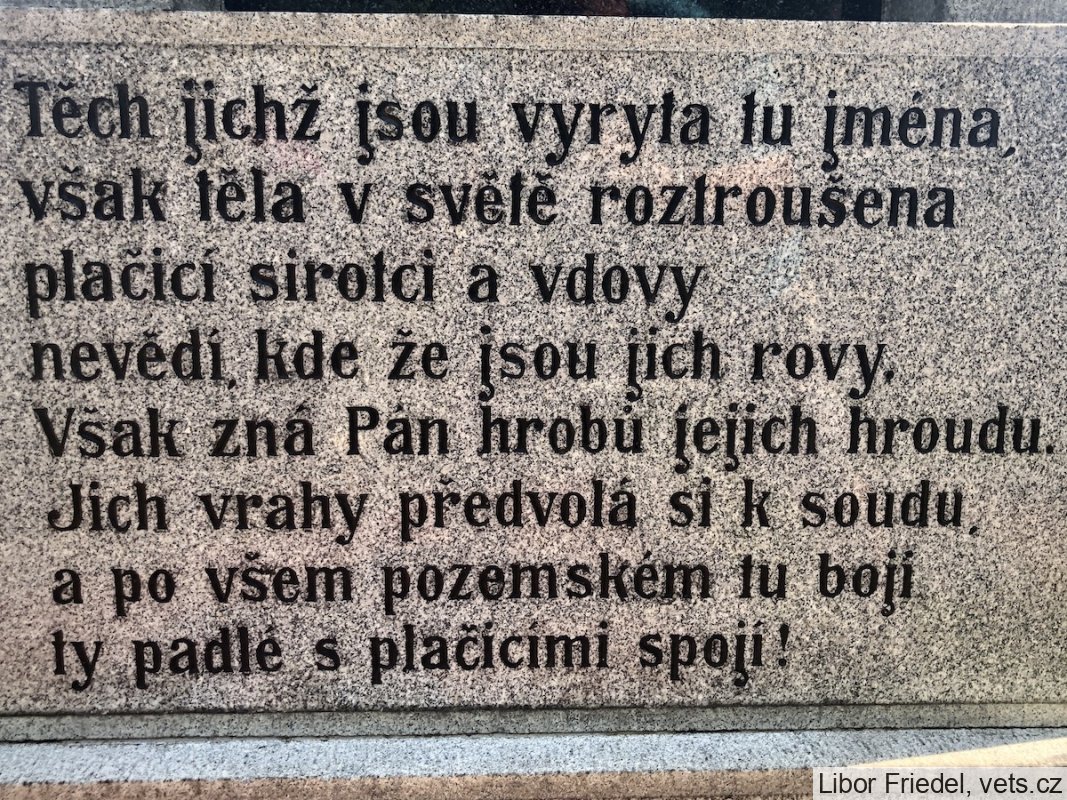 Těch jichž jsou vyryta tu jména,
však těla v světě roztroušena
plačicí sirotci a vdovy
nevědí, kde že jsou jich rovy.
Však zná Pán hrobů jejich hroudu.
Jich vrahy předvolá si k soudu,
a po všem pozemském tu boji
ty padlé s plačícími spojí!
Libor Friedel, vets.cz